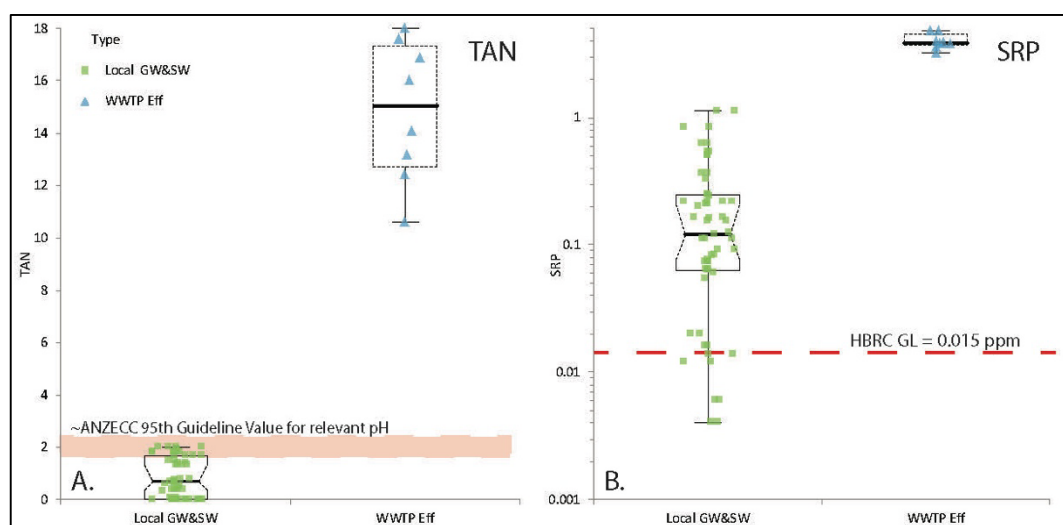 TAN
Type
Local GW&SW
WWTP Eff
18
16
14
12
10
8
6
4
2
0
TAN
~ANZECC 95th Guideline Value for relevant pH
A.
Local GW&SW
WWTP Eff
SRP
1
0.1
0.01
0.001
SRP
HBRC GL = 0.015 ppm
B.
Local GW&SW
WWTP Eff